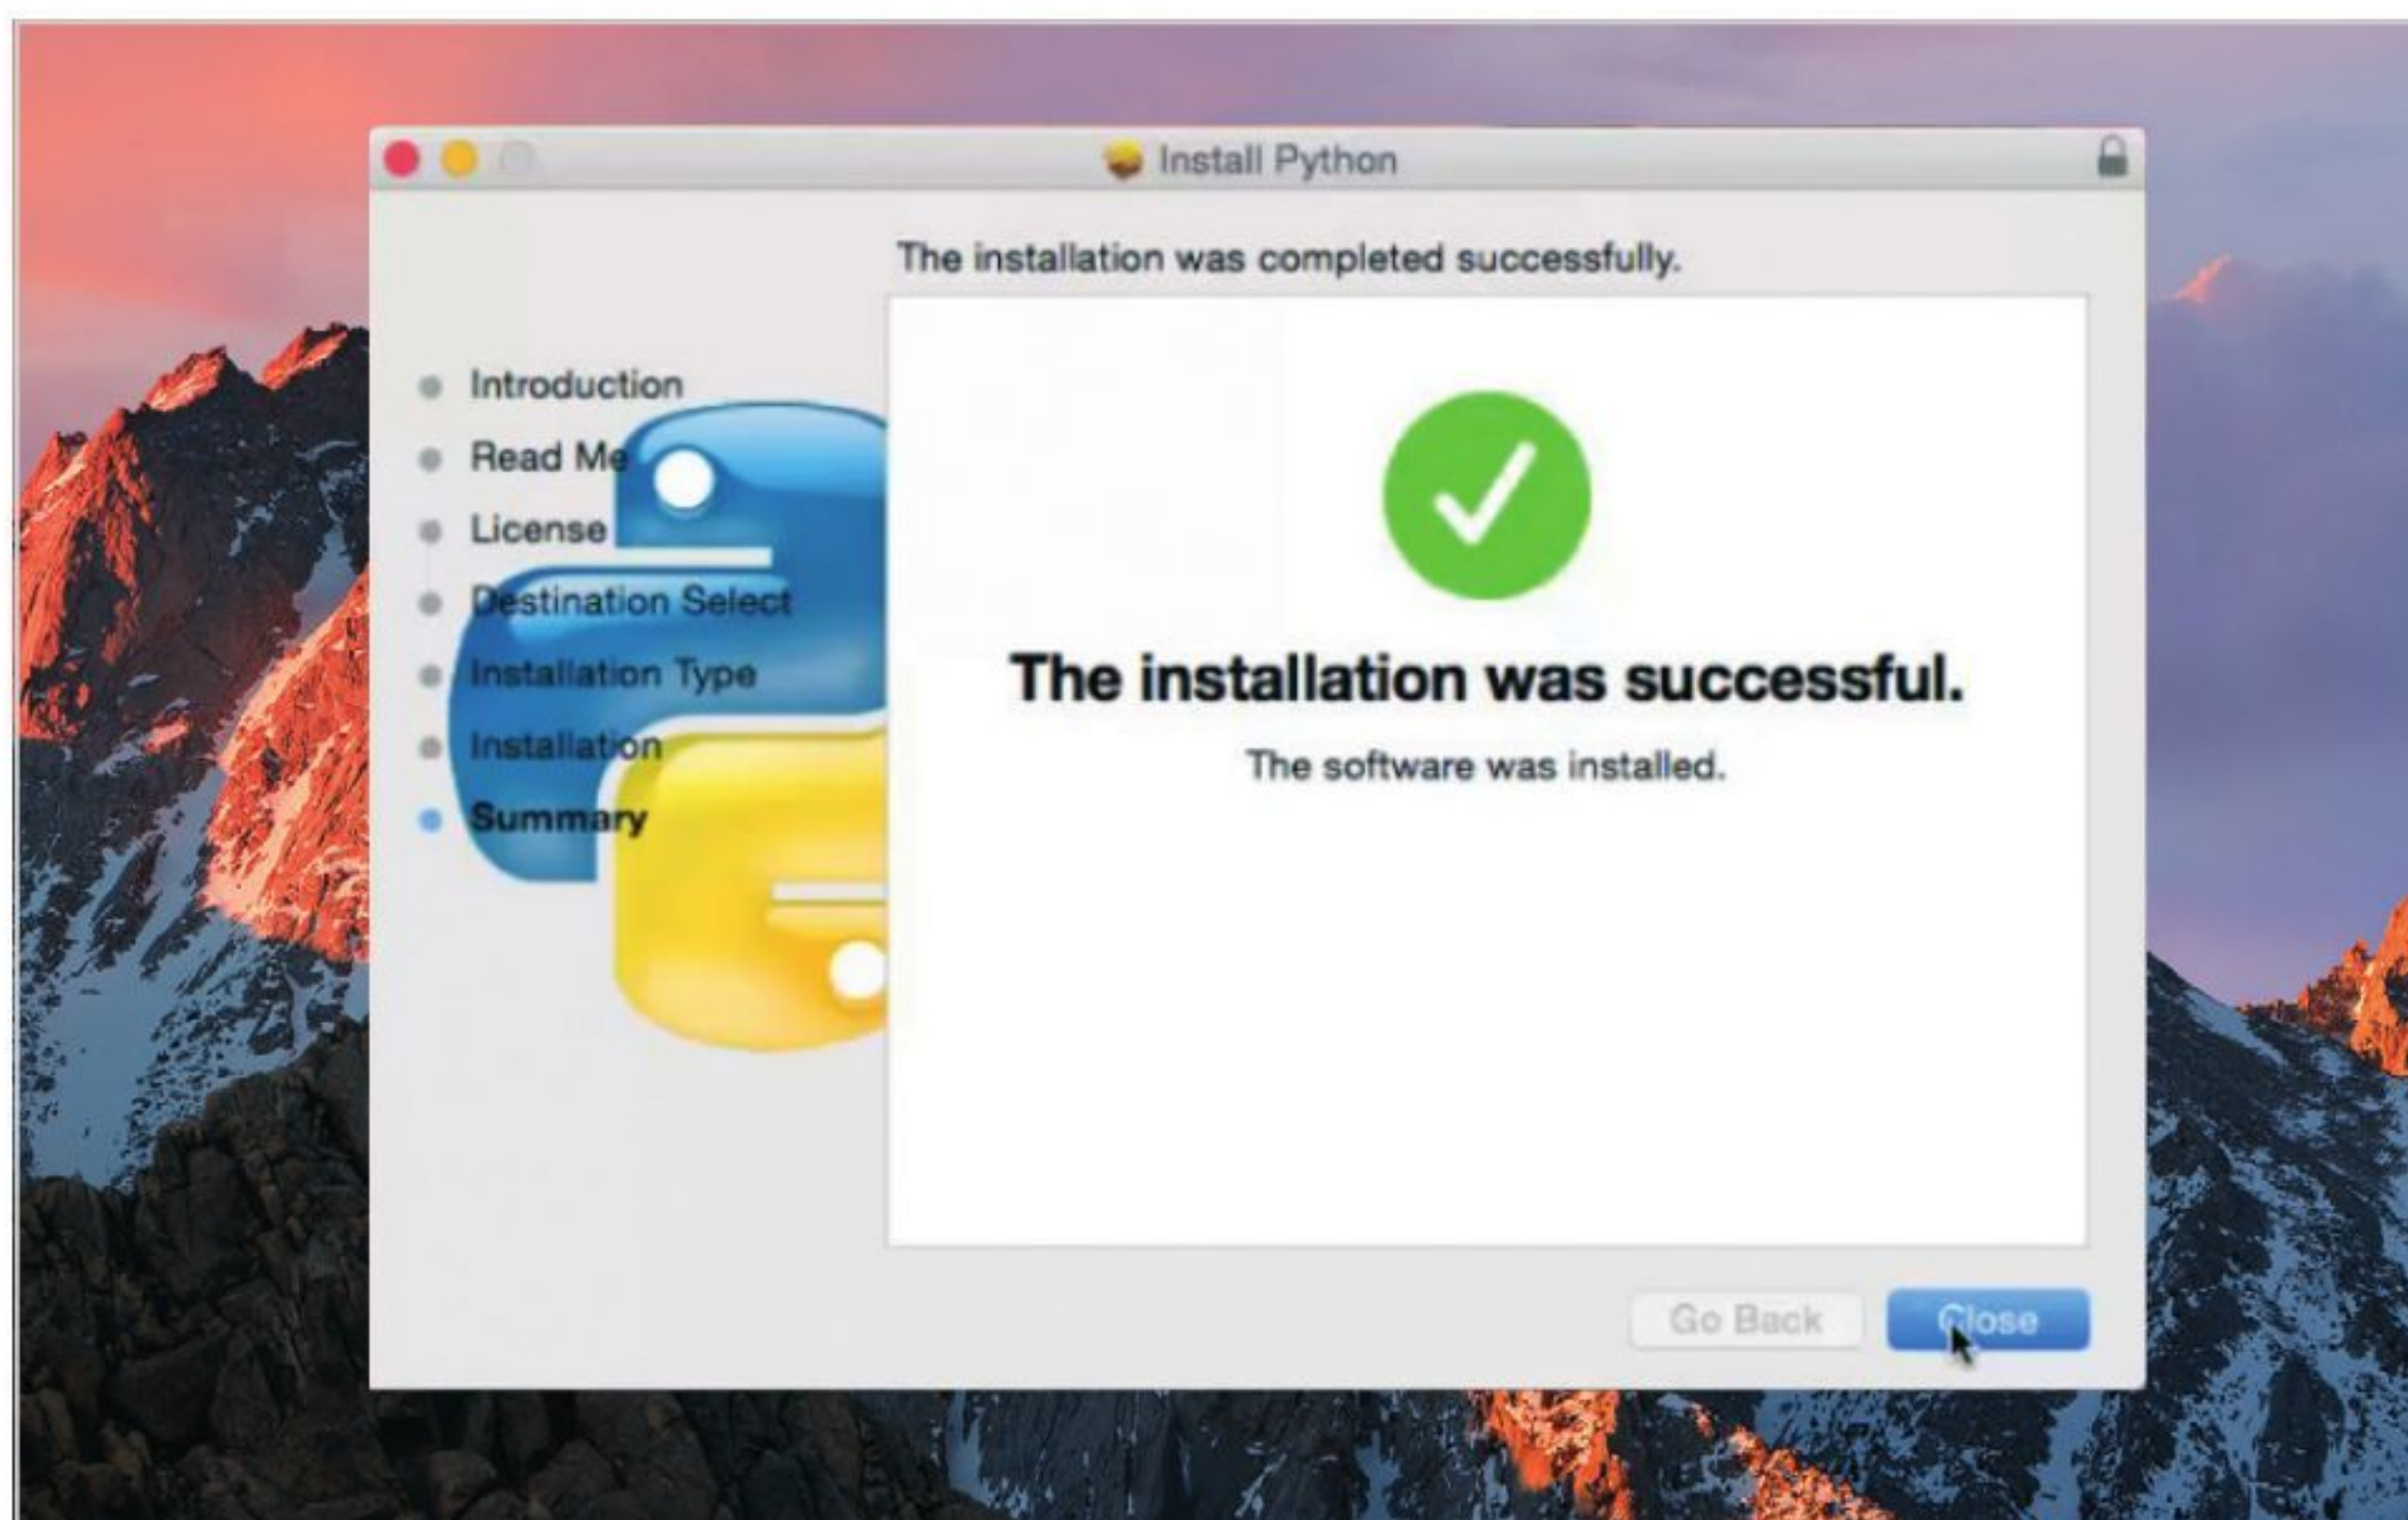 Install Python
The installation was completed successfully.
Introduction
Read Me
License
Destination Select
Installation Type
Installation
Summary
The installation was successful.
The software was installed.
Go Back
Close